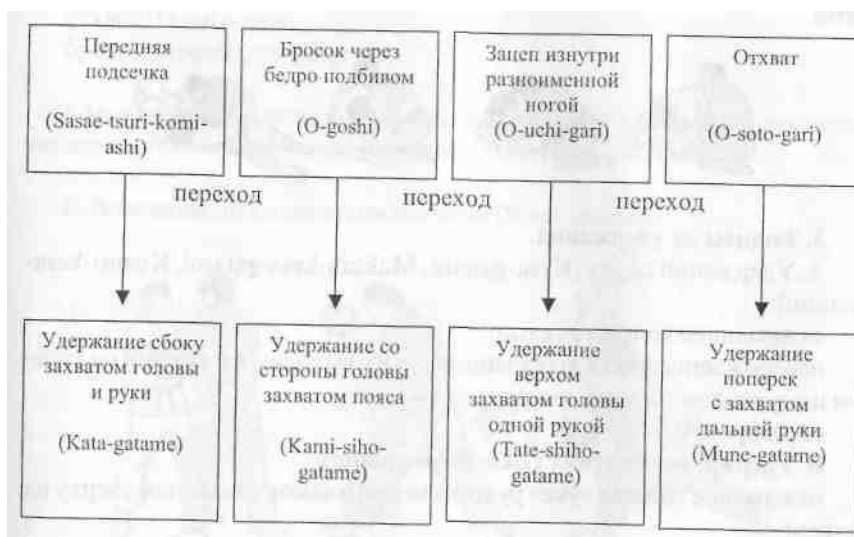 Передняя
подсечка
(Sasae-tsuri-komi-
ashi)
Бросок через
бедро подбивом
(O-goshi)
Зацеп изнутри
разноименной
ногой
(O-uchi-gari)
Отхват
(O-soto-gari)
переход
переход
переход
Удержание сбоку
захватом головы
и руки
(Kata-gatame)
Удержание со
стороны головы
захватом пояса
(Kami-siho-
gatame)
Удержание
верхом
захватом головы
одной рукой
(Tate-shiho-
gatame)
Удержание
поперек
с захватом
дальней руки
(Mune-gatame)